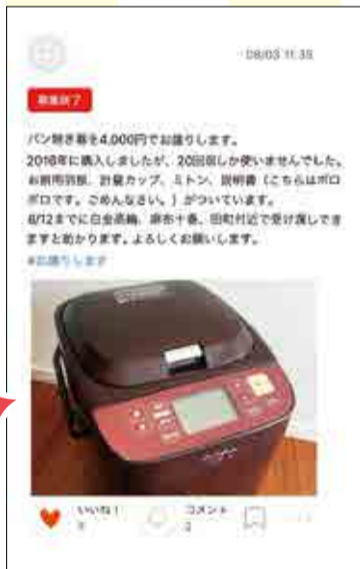 08/03 11:35
募集終了
パン焼き器を4,000円でお譲りします。
2016年に購入しましたが、20回弱しか使いませんでした。
お餅用羽根、計量カップ、ミトン、説明書（こちらはボロ
ボロです。ごめんなさい。）がついています。
8/12までに白金高輪、麻布十番、田町付近で受け渡しでき
ますと助かります。よろしくお願いします。
#お譲りします
いいね！
コメント
2